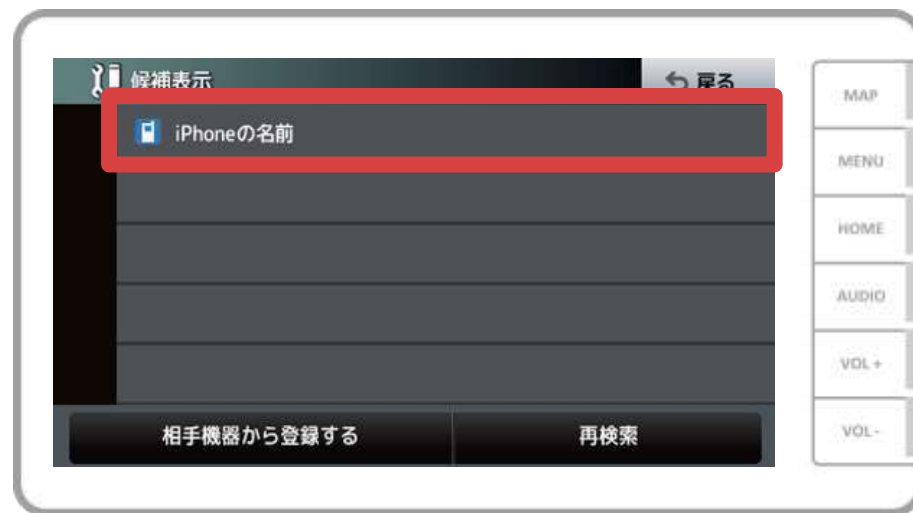 候補表示
戻る
iPhoneの名前
相手機器から登録する
再検索
MAP
MENU
HOME
AUDIO
VOL+
VOL-